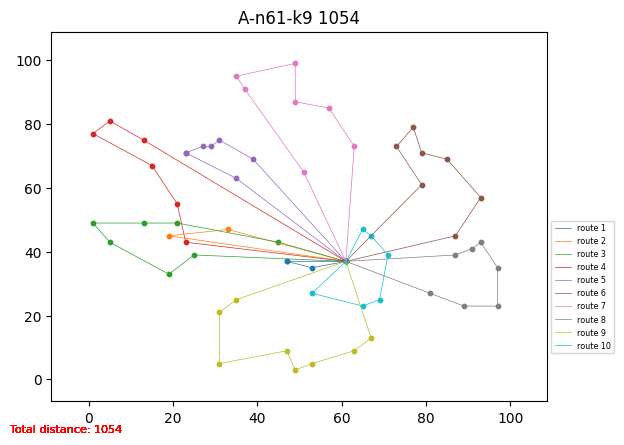 A-n61-k9 1054
100
80
60
40
20
0
0 20 40 60 80 100
route 1
route 2
route 3
route 4
route 5
route 6
route 7
route 8
route 9
route 10
Total distance: 1054